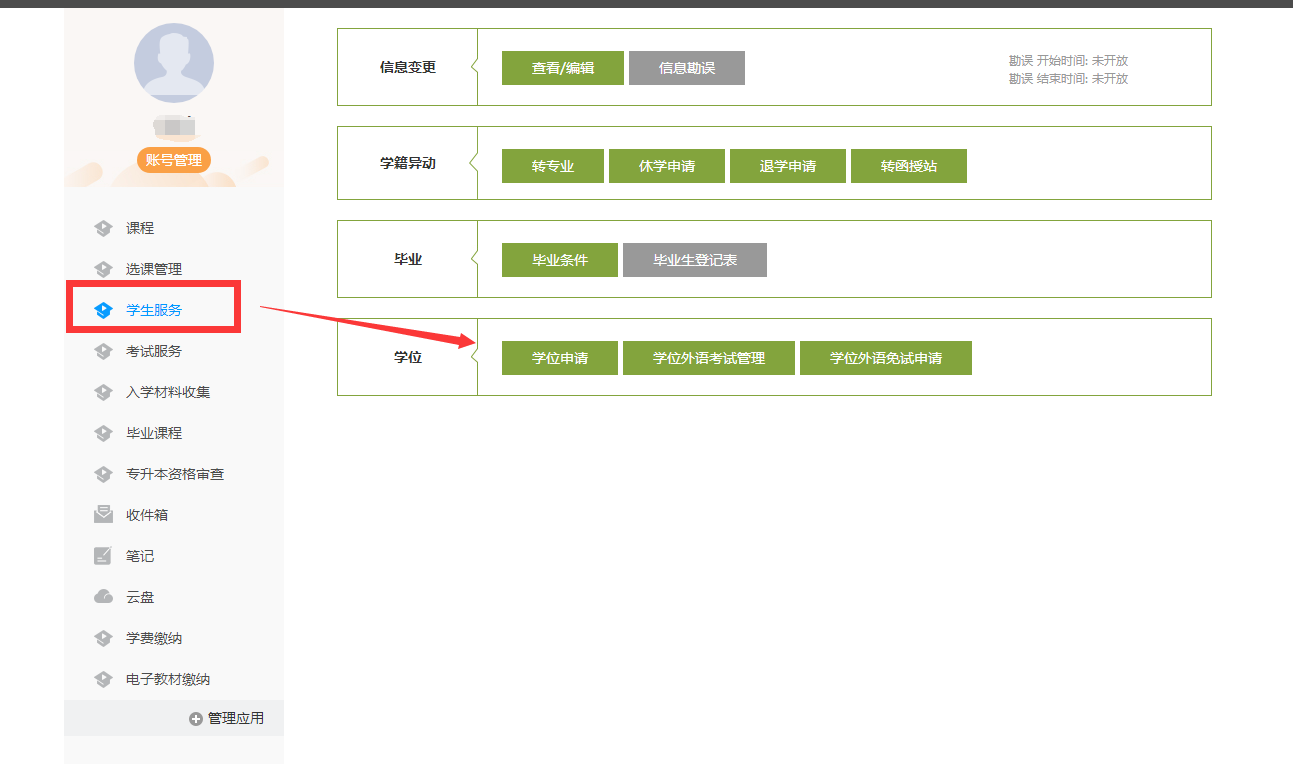 账号管理
课程
选课管理
学生服务
考试服务
入学材料收集
毕业课程
专升本资格审查
收件箱
笔记
云盘
学费缴纳
电子教材缴纳
管理应用
信息变更
查看/编辑 信息勘误
勘误 开始时间: 未开放
勘误 结束时间: 未开放
学籍异动
转专业 休学申请 退学申请 转函授站
毕业
毕业条件 毕业生登记表
学位
学位申请 学位外语考试管理 学位外语免试申请